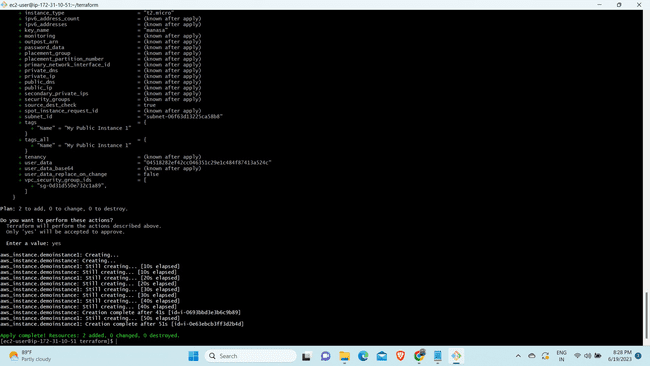 ec2-user@ip-172-31-10-51:~/terraform
+ instance_type = "t2.micro"
+ ipv6_address_count = (known after apply)
+ ipv6_addresses = (known after apply)
+ key_name = "manasa"
+ monitoring = (known after apply)
+ outpost_arn = (known after apply)
+ password_data = (known after apply)
+ placement_group = (known after apply)
+ placement_partition_number = (known after apply)
+ primary_network_interface_id = (known after apply)
+ private_dns = (known after apply)
+ private_ip = (known after apply)
+ public_dns = (known after apply)
+ public_ip = (known after apply)
+ secondary_private_ips = (known after apply)
+ security_groups = (known after apply)
+ source_dest_check = true
+ spot_instance_request_id = (known after apply)
+ subnet_id = "subnet-06f63d13225ca58b8"
+ tags = {
+ "Name" = "My Public Instance 1"
}
+ tags_all = {
+ "Name" = "My Public Instance 1"
}
+ tenancy = (known after apply)
+ user_data = "04518282ef42cc046351c29e1c484f87413a524c"
+ user_data_base64 = (known after apply)
+ user_data_replace_on_change = false
+ vpc_security_group_ids = [
+ "sg-0d31d550e732c1a89",
]
}
Plan: 2 to add, 0 to change, 0 to destroy.
Do you want to perform these actions?
Terraform will perform the actions described above.
Only 'yes' will be accepted to approve.
Enter a value: yes
aws_instance.demoinstance1: Creating...
aws_instance.demoinstance: Creating...
aws_instance.demoinstance1: Still creating... [10s elapsed]
aws_instance.demoinstance: Still creating... [10s elapsed]
aws_instance.demoinstance1: Still creating... [20s elapsed]
aws_instance.demoinstance: Still creating... [20s elapsed]
aws_instance.demoinstance1: Still creating... [30s elapsed]
aws_instance.demoinstance: Still creating... [30s elapsed]
aws_instance.demoinstance1: Still creating... [40s elapsed]
aws_instance.demoinstance: Still creating... [40s elapsed]
aws_instance.demoinstance: Creation complete after 41s [id=i-0693bbd3e3b6c9b89]
aws_instance.demoinstance1: Still creating... [50s elapsed]
aws_instance.demoinstance1: Creation complete after 51s [id=i-0e63ebcb3ff3d2b4d]
Apply complete! Resources: 2 added, 0 changed, 0 destroyed.
[ec2-user@ip-172-31-10-51 terraform]$
89°F
Partly cloudy
Search
ENG
IN
8:28 PM
6/19/2023